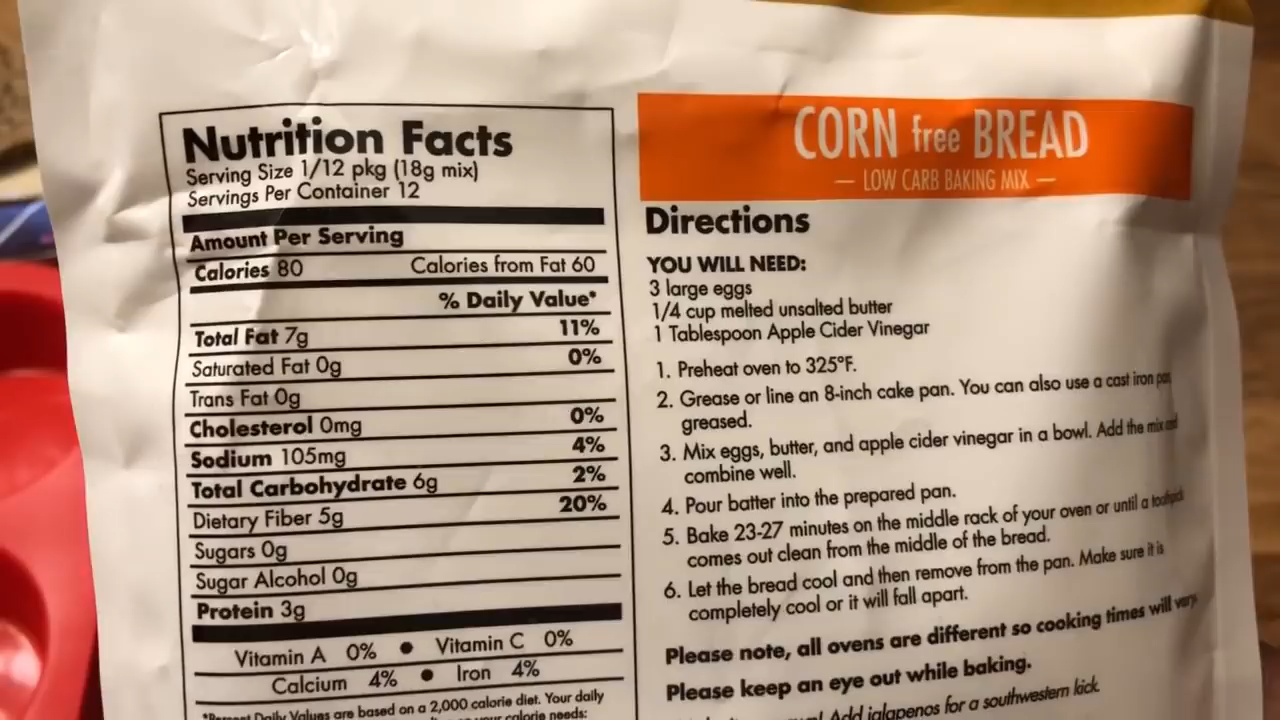 Nutrition Facts
Serving Size 1/12 pkg (18g mix)
Servings Per Container 12
Amount Per Serving
Calories 80 Calories from Fat 60
% Daily Value*
Total Fat 7g 11%
Saturated Fat 0g 0%
Trans Fat 0g
Cholesterol 0mg 0%
Sodium 105mg 4%
Total Carbohydrate 6g 2%
Dietary Fiber 5g 20%
Sugars 0g
Sugar Alcohol 0g
Protein 3g
Vitamin A 0% ● Vitamin C 0%
Calcium 4% ● Iron 4%
*Percent Daily Values are based on a 2,000 calorie diet. Your daily
your calorie needs:
CORN free BREAD
— LOW CARB BAKING MIX —
Directions
YOU WILL NEED:
3 large eggs
1/4 cup melted unsalted butter
1 Tablespoon Apple Cider Vinegar
1. Preheat oven to 325°F.
2. Grease or line an 8-inch cake pan. You can also use a cast iron pan
greased.
3. Mix eggs, butter, and apple cider vinegar in a bowl. Add the mix and
combine well.
4. Pour batter into the prepared pan.
5. Bake 23-27 minutes on the middle rack of your oven or until a toothpick
comes out clean from the middle of the bread.
6. Let the bread cool and then remove from the pan. Make sure it is
completely cool or it will fall apart.
Please note, all ovens are different so cooking times will vary.
Please keep an eye out while baking.
Add jalapenos for a southwestern kick.